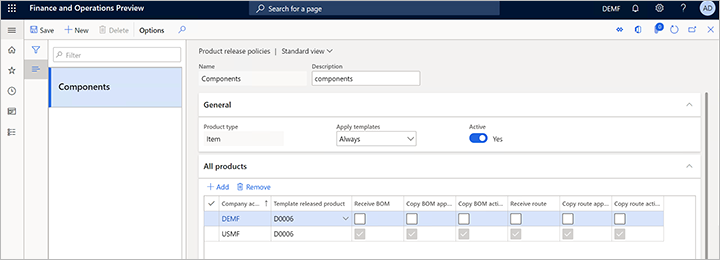 Finance and Operations Preview
Search for a page
DEMF
AD
Save
New
Delete
Options
0
Filter
Components
Product release policies | Standard view
Name
Description
Components
components
General
Product type
Apply templates
Active
Item
Always
Yes
All products
Add
Remove
Company ac...
Template released product
Receive BOM
Copy BOM app...
Copy BOM acti...
Receive route
Copy route app...
Copy route acti...
DEMF
D0006
USMF
D0006